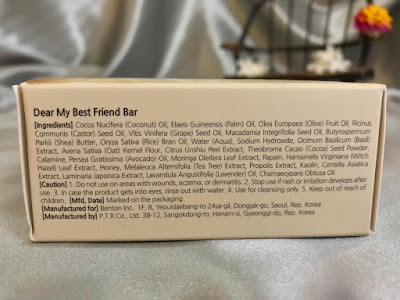 Dear My Best Friend Bar
[Ingredients] Cocos Nucifera (Coconut) Oil, Elaeis Guineensis (Palm) Oil, Olea Europaea (Olive) Fruit Oil, Ricinus
Communis (Castor) Seed Oil, Vitis Vinifera (Grape) Seed Oil, Macadamia Integrifolia Seed Oil, Butyrospermum
Parkii (Shea) Butter, Oryza Sativa (Rice) Bran Oil, Water (Aqua), Sodium Hydroxide, Ocimum Basilicum (Basil)
Extract, Avena Sativa (Oat) Kernel Flour, Citrus Unshiu Peel Extract, Theobroma Cacao (Cocoa) Seed Powder,
Calamine, Persea Gratissima (Avocado) Oil, Moringa Oleifera Leaf Extract, Papain, Hamamelis Virginiana (Witch
Hazel) Leaf Extract, Honey, Melaleuca Alternifolia (Tea Tree) Extract, Propolis Extract, Kaolin, Centella Asiatica
Extract, Laminaria Japonica Extract, Lavandula Angustifolia (Lavender) Oil, Chamaecyparis Obtusa Oil
[Caution] 1. Do not use on areas with wounds, eczema, or dermatitis. 2. Stop use if rash or irritation develops after
use. 3. In case the product gets into eyes, rinse out with water. 4. Use for cleansing only. 5. Keep out of reach of
children. [Mfd, Date] Marked on the packaging
[Manufactured for] Benton Inc. 1F, 8, Yeouidaebang-ro 24sa-gil, Dongjak-gu, Seoul, Rep. Korea
[Manufactured by] P.T.R Co., Ltd. 38-12, Sangokdong-ro, Hanam-si, Gyeonggi-do, Rep. Korea